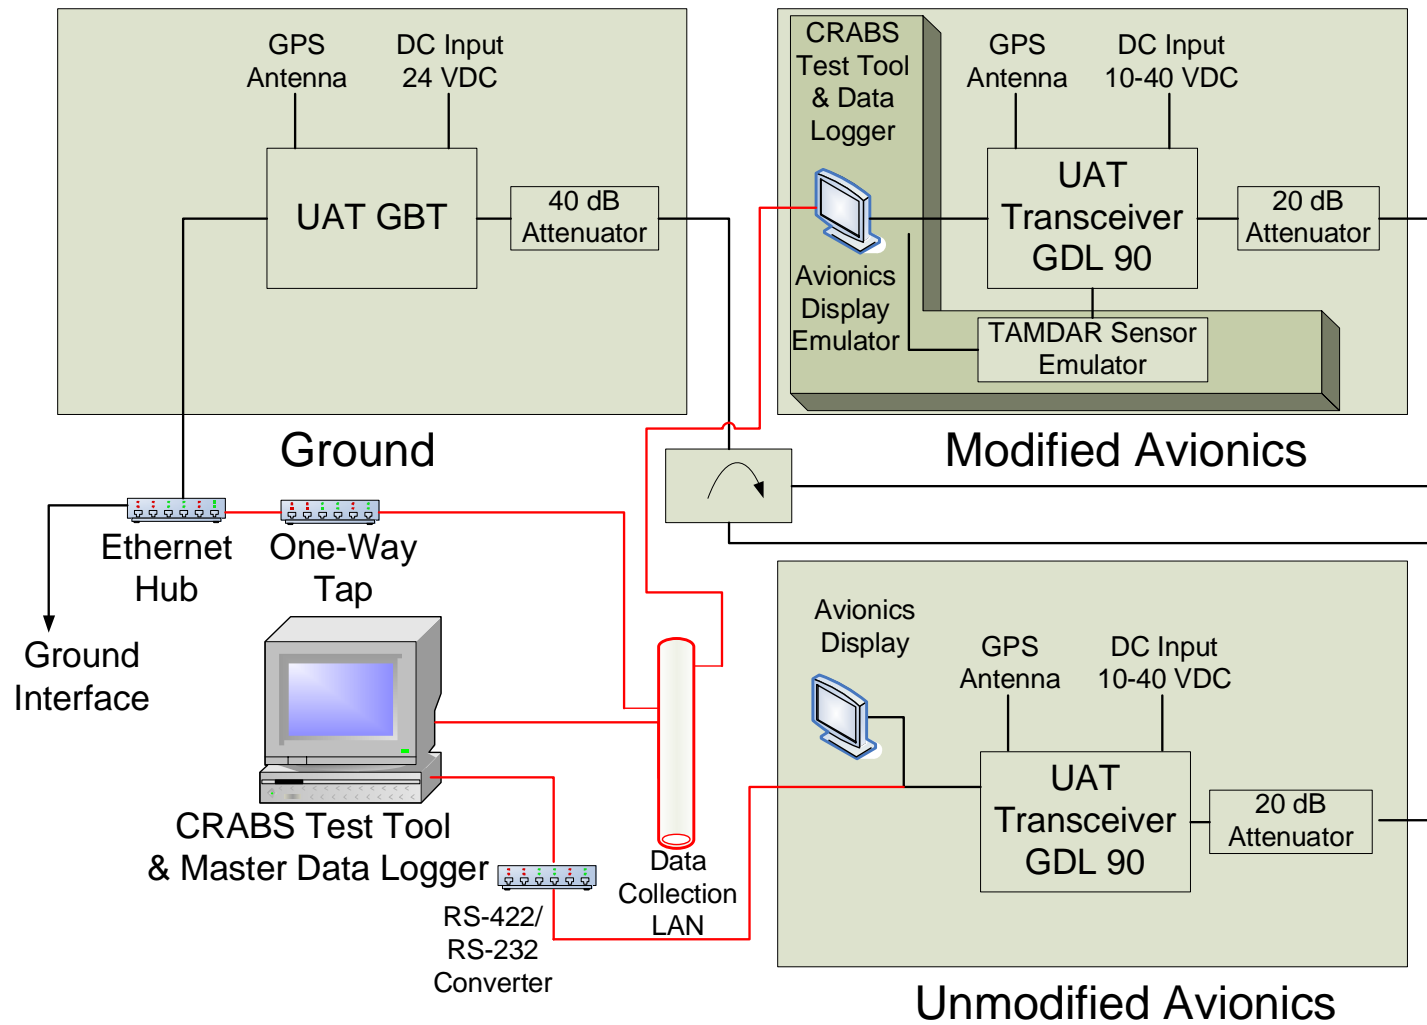 GPS
Antenna
DC Input
24 VDC
UAT GBT
40 dB
Attenuator
Ground
CRABS
Test Tool
& Data
Logger
GPS
Antenna
DC Input
10-40 VDC
UAT
Transceiver
GDL 90
20 dB
Attenuator
Avionics
Display
Emulator
TAMDAR Sensor
Emulator
Modified Avionics
Ethernet
Hub
One-Way
Tap
Ground
Interface
CRABS Test Tool
& Master Data Logger
RS-422/
RS-232
Converter
Data
Collection
LAN
Avionics
Display
GPS
Antenna
DC Input
10-40 VDC
UAT
Transceiver
GDL 90
20 dB
Attenuator
Unmodified Avionics